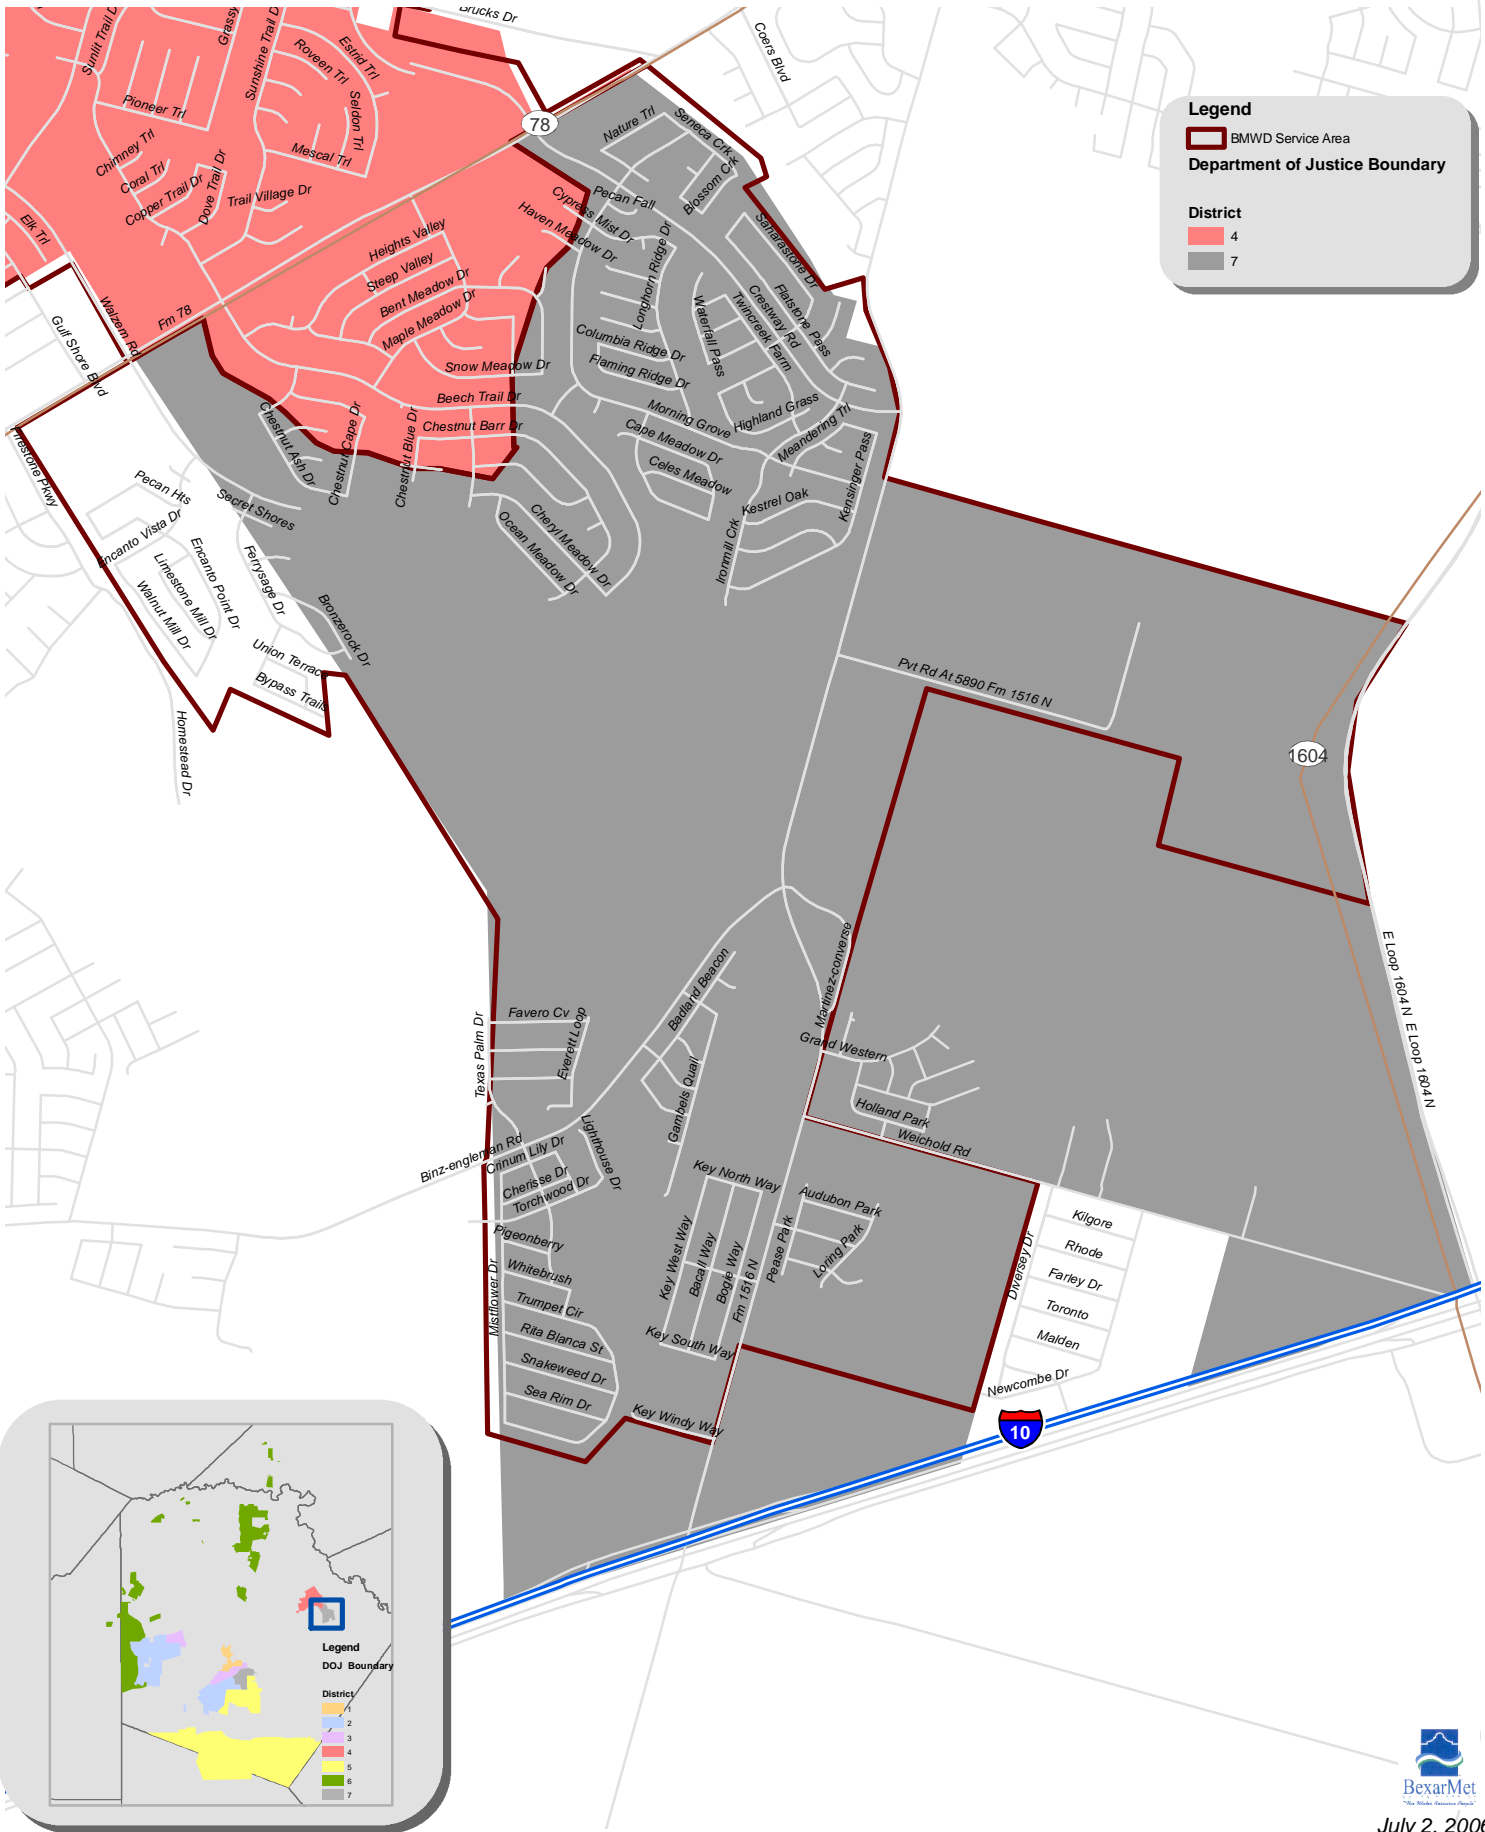 Brucks Dr
Coers Blvd
Sunlit Trail D
Grassy
Sunshine Trail D
Roveen Trl
Estrid Trl
Seldon Trl
Pioneer Trl
Mescal Trl
Chimney Trl
Coral Trl
Copper Trail Dr
Dove Trail Dr
Trail Village Dr
Elk Trl
78
Nature Trl
Seneca Crk
Blossom Crk
Pecan Fall
Cypress Mist Dr
Haven Meadow Dr
Longhorn Ridge Dr
Saharastone Dr
Legend
BMWD Service Area
Department of Justice Boundary
District
4
7
Heights Valley
Steep Valley
Bent Meadow Dr
Maple Meadow Dr
Snow Meadow Dr
Fm 78
Walzem Rd
Gulf Shore Blvd
Flatstone Pass
Crestway Rd
Twincreek Farm
Waterfall Pass
Columbia Ridge Dr
Flaming Ridge Dr
Beech Trail Dr
Chestnut Barr Dr
Chestnut Ash Dr
Chestnut Cape Dr
Chestnut Blue Dr
Morning Grove
Highland Grass
Cape Meadow Dr
Celes Meadow
Meandering Trl
Kensinger Pass
Kestrel Oak
Ironmill Crk
Cheryl Meadow Dr
Ocean Meadow Dr
irestone Pkwy
Pecan Hts
Secret Shores
Encanto Vista Dr
Encanto Point Dr
Limestone Mill Dr
Walnut Mill Dr
Ferrysage Dr
Bronzerock Dr
Union Terrace
Bypass Trails
Homestead Dr
Pvt Rd At 5890 Fm 1516 N
1604
E Loop 1604 N
E Loop 1604 N
Martinez-converse
Badland Beacon
Favero Cv
Everett Loop
Texas Palm Dr
Gambels Quail
Grand Western
Holland Park
Weichold Rd
Binz-engleman Rd
Crinum Lily Dr
Lighthouse Dr
Cherisse Dr
Torchwood Dr
Key North Way
Audubon Park
Loring Park
Pease Park
Key West Way
Bacall Way
Bogie Way
Fm 1516 N
Key South Way
Key Windy Way
Pigeonberry
Whitebrush
Mistflower Dr
Trumpet Cir
Rita Blanca St
Snakeweed Dr
Sea Rim Dr
Diversey Dr
Kilgore
Rhode
Farley Dr
Toronto
Malden
Newcombe Dr
10
Legend
DOJ Boundary
District
1
2
3
4
5
6
7
BexarMet
"The Water Resource People"
July 2, 2006